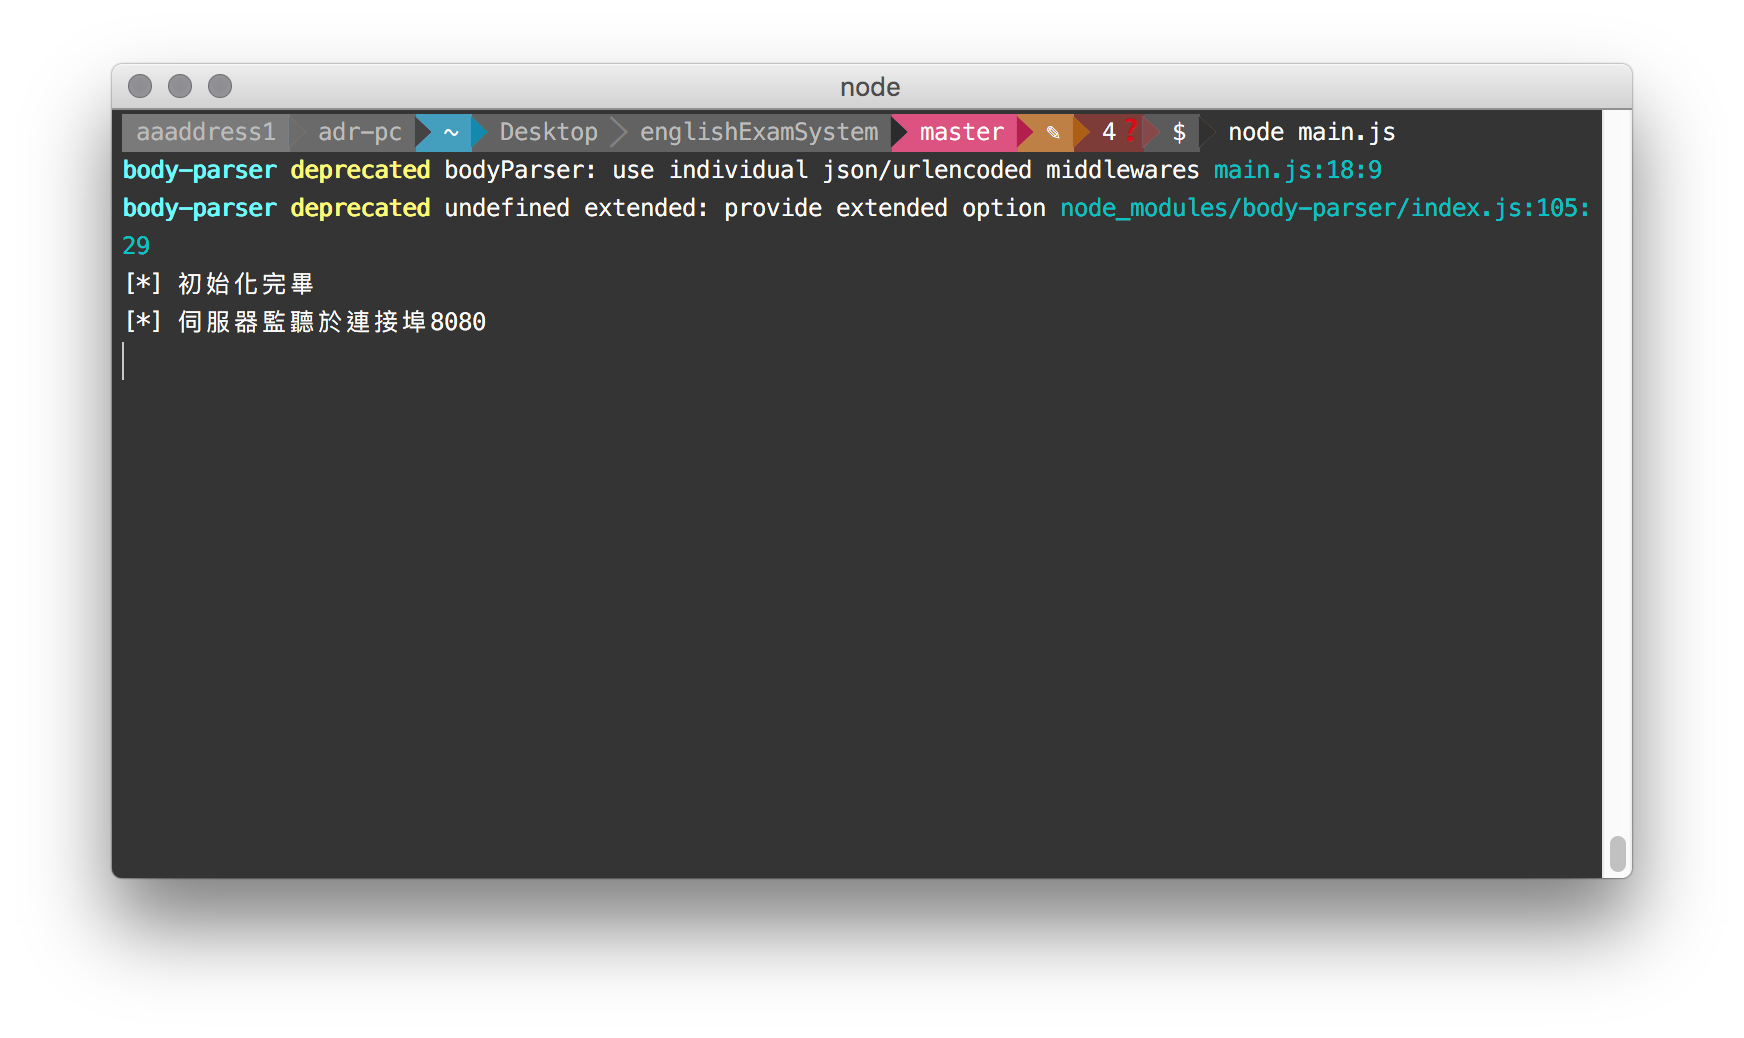 node
aaaddress1 adr-pc ~ Desktop englishExamSystem master ✎ 4 ? $ node main.js
body-parser deprecated bodyParser: use individual json/urlencoded middlewares main.js:18:9
body-parser deprecated undefined extended: provide extended option node_modules/body-parser/index.js:105:
29
[*] 初始化完畢
[*] 伺服器監聽於連接埠8080